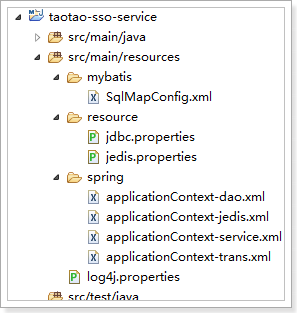 taotao-sso-service
src/main/java
src/main/resources
mybatis
SqlMapConfig.xml
resource
jdbc.properties
jedis.properties
spring
applicationContext-dao.xml
applicationContext-jedis.xml
applicationContext-service.xml
applicationContext-trans.xml
log4j.properties
src/test/java